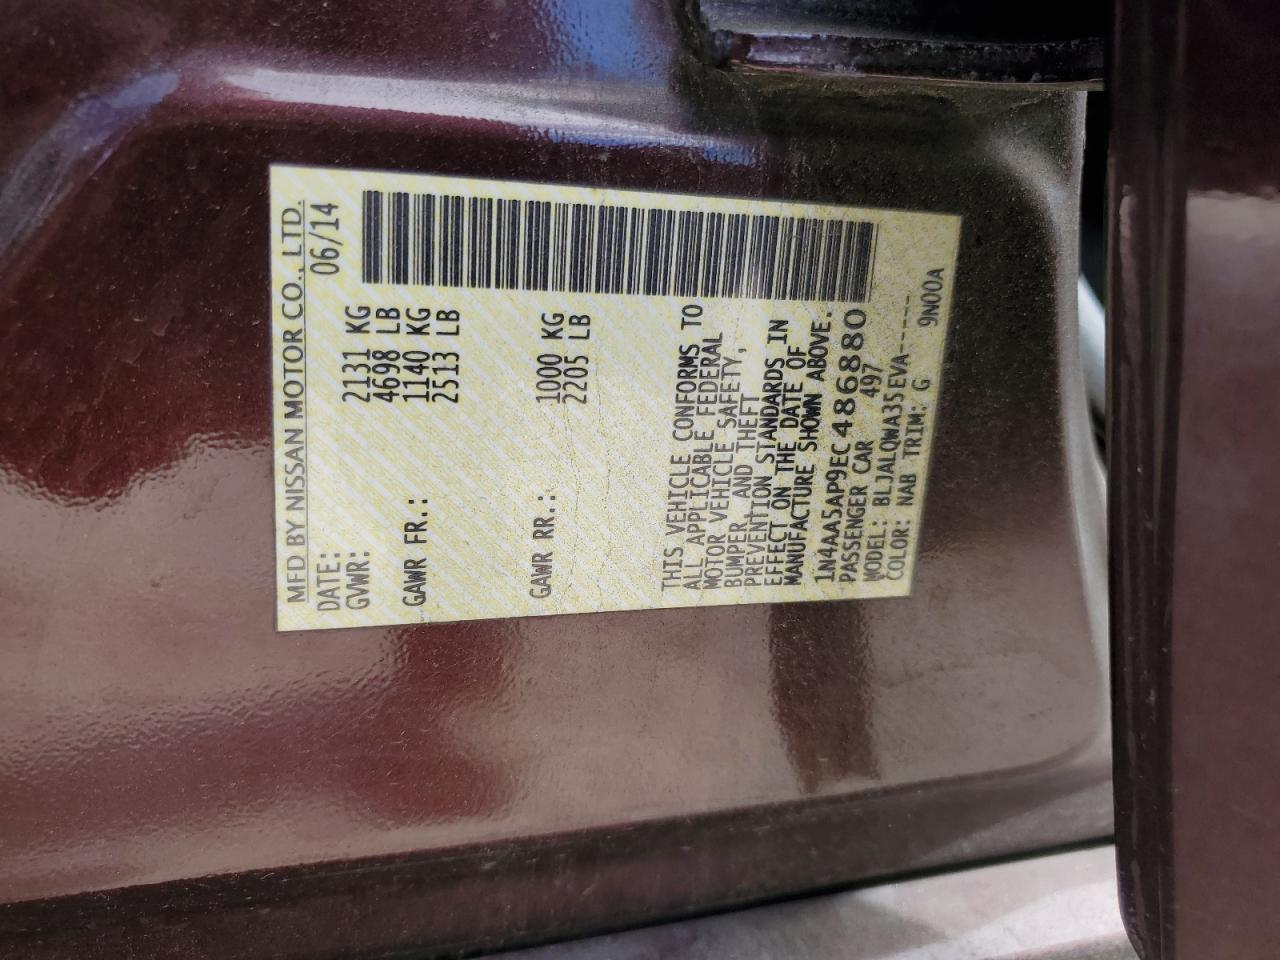 MFD BY NISSAN MOTOR CO., LTD.
DATE: 06/14
GVWR: 2131 KG
4698 LB
GAWR FR.: 1140 KG
2513 LB
GAWR RR.: 1000 KG
2205 LB
THIS VEHICLE CONFORMS TO
ALL APPLICABLE FEDERAL
MOTOR VEHICLE SAFETY,
BUMPER, AND THEFT
PREVENTION STANDARDS IN
EFFECT ON THE DATE OF
MANUFACTURE SHOWN ABOVE.
1N4AA5AP9EC486880
PASSENGER CAR 497
MODEL: BLJALQWA35EVA-----
COLOR: NAB TRIM: G 9N00A